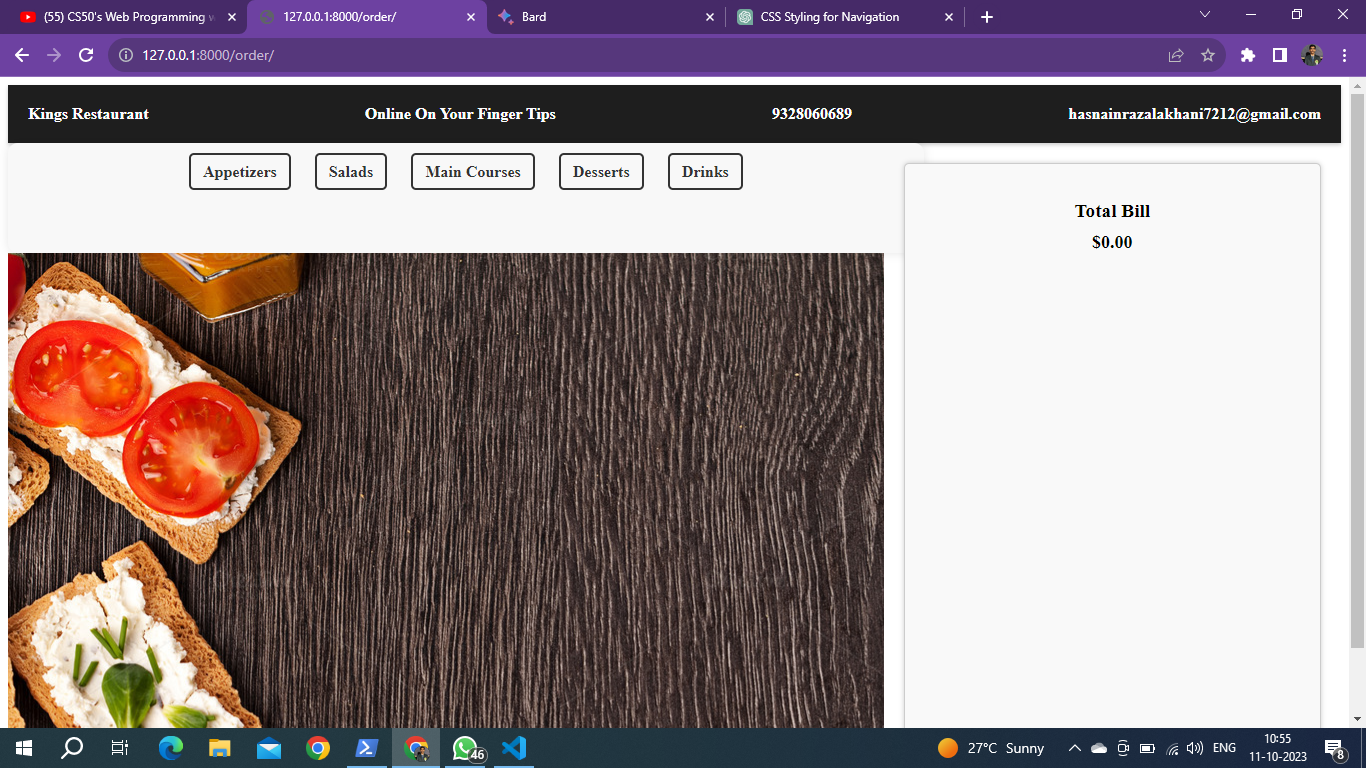 (55) CS50's Web Programming w
127.0.0.1:8000/order/
Bard
CSS Styling for Navigation
127.0.0.1:8000/order/
Kings Restaurant
Online On Your Finger Tips
9328060689
hasnainrazalakhani7212@gmail.com
Appetizers
Salads
Main Courses
Desserts
Drinks
Total Bill
$0.00
46
27°C Sunny
ENG
10:55
11-10-2023
8